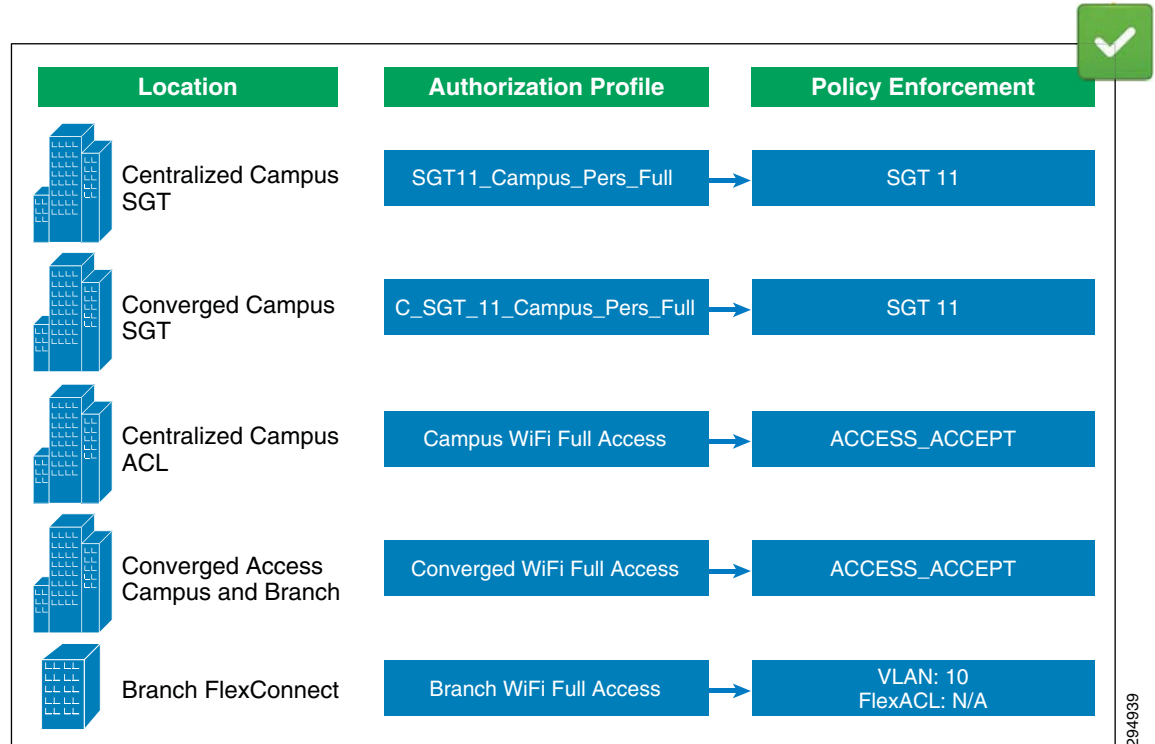 Location
Authorization Profile
Policy Enforcement
Centralized Campus
SGT
SGT11_Campus_Pers_Full
SGT 11
Converged Campus
SGT
C_SGT_11_Campus_Pers_Full
SGT 11
Centralized Campus
ACL
Campus WiFi Full Access
ACCESS_ACCEPT
Converged Access
Campus and Branch
Converged WiFi Full Access
ACCESS_ACCEPT
Branch FlexConnect
Branch WiFi Full Access
VLAN: 10
FlexACL: N/A
294939